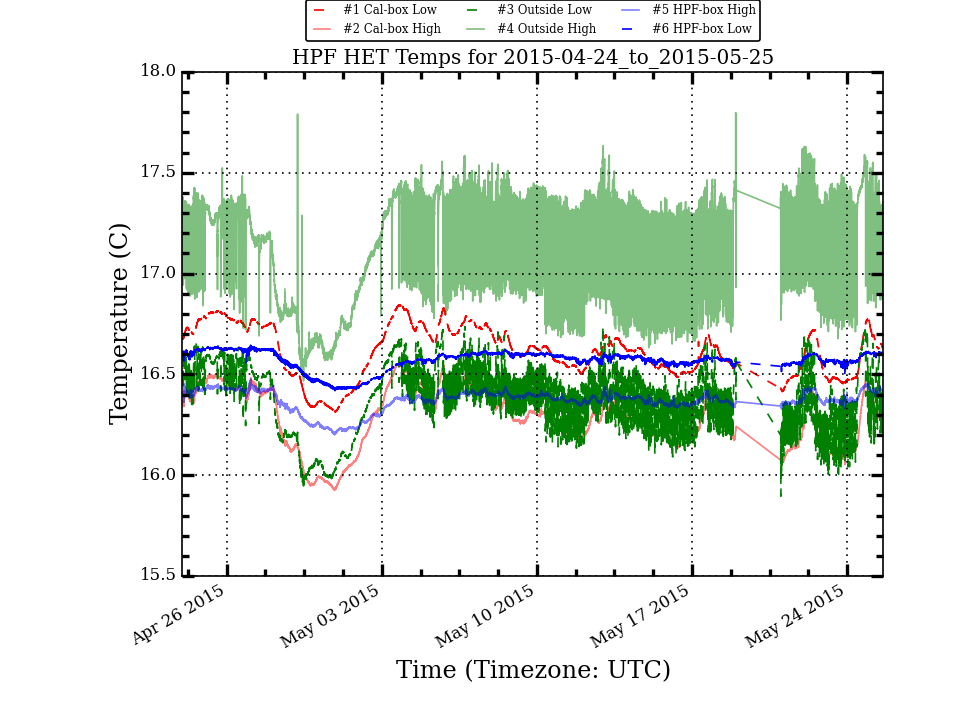 #1 Cal-box Low #3 Outside Low #5 HPF-box High
#2 Cal-box High #4 Outside High #6 HPF-box Low
HPF HET Temps for 2015-04-24_to_2015-05-25
18.0
17.5
17.0
16.5
16.0
15.5
Temperature (C)
Apr 26 2015 May 03 2015 May 10 2015 May 17 2015 May 24 2015
Time (Timezone: UTC)